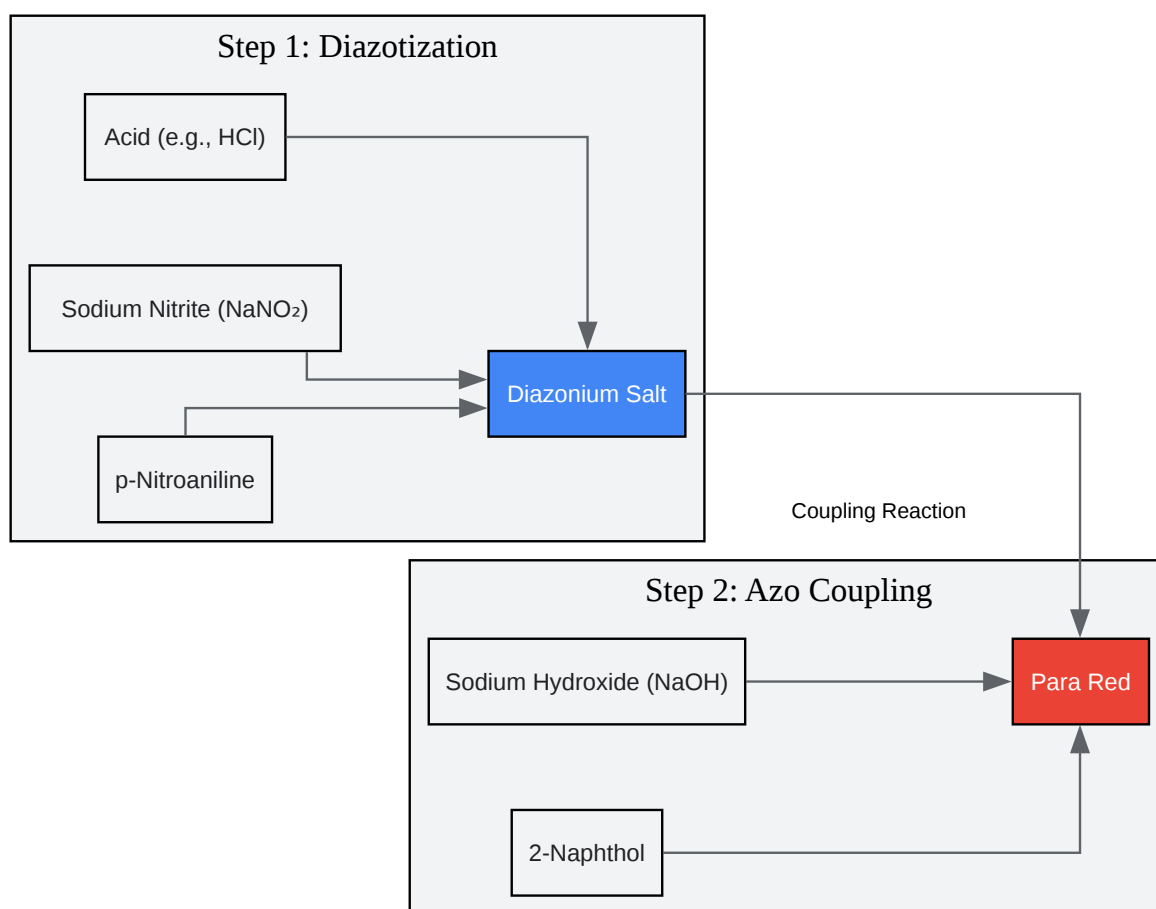 Step 1: Diazotization
Acid (e.g., HCl)
Sodium Nitrite (NaNO₂)
Diazonium Salt
p-Nitroaniline
Coupling Reaction
Step 2: Azo Coupling
Sodium Hydroxide (NaOH)
Para Red
2-Naphthol